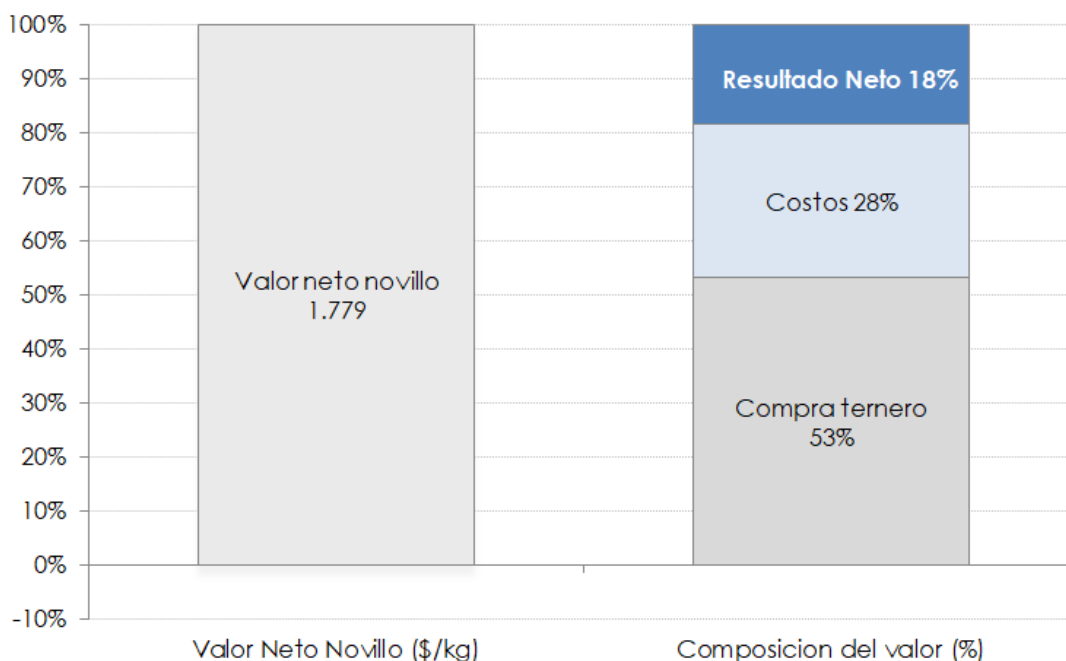 100%
90%
80%
70%
60%
50%
40%
30%
20%
10%
0%
-10%
Valor neto novillo
1.779
Resultado Neto 18%
Costos 28%
Compra ternero
53%
Valor Neto Novillo ($/kg)
Composicion del valor (%)